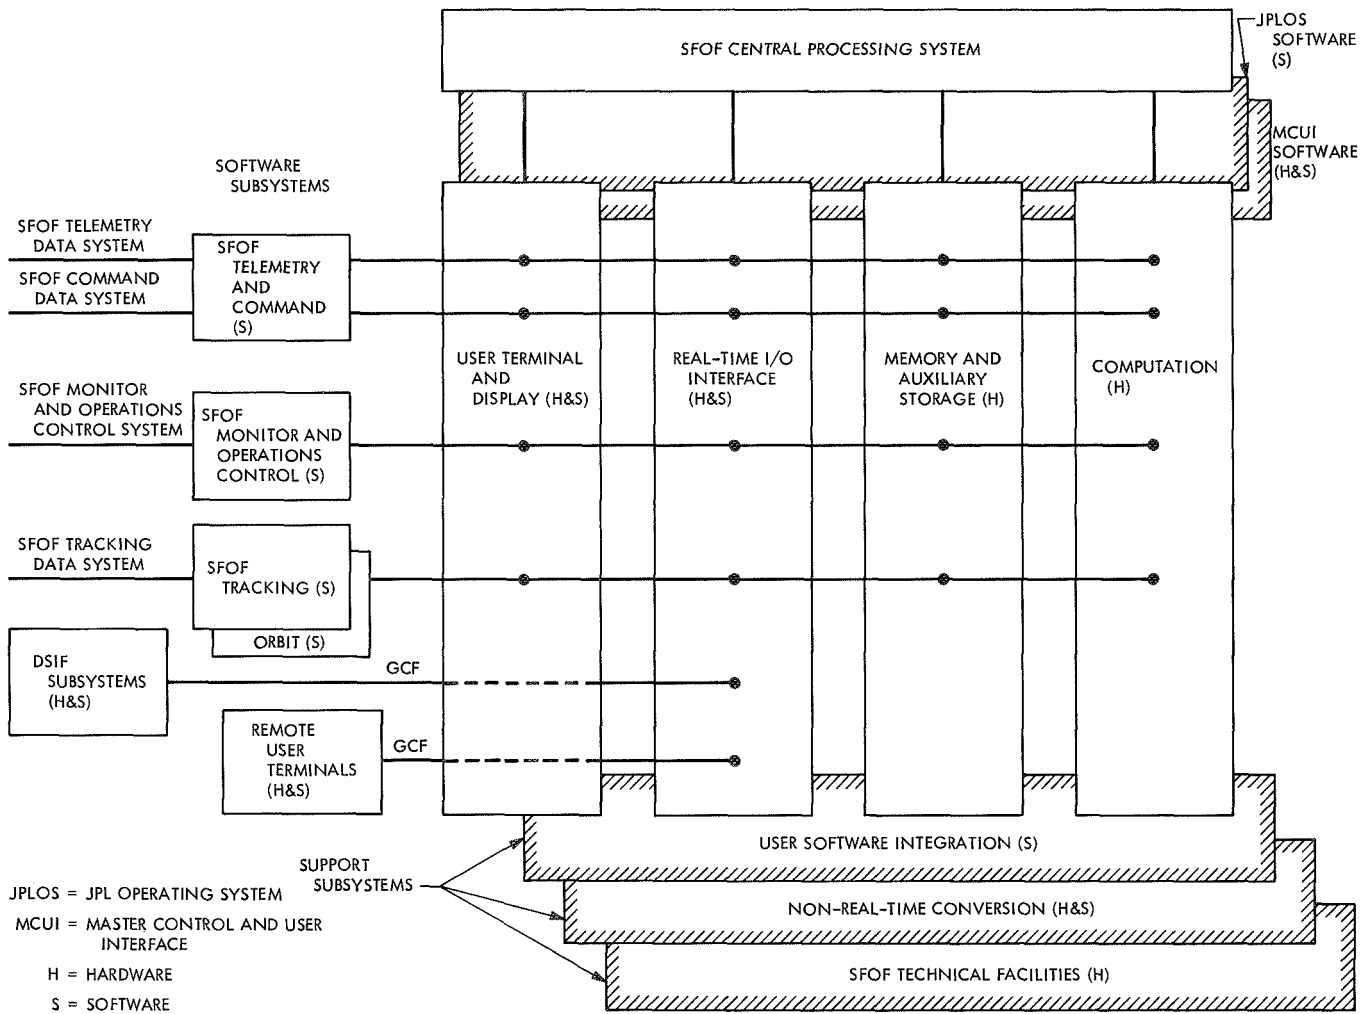 SFOF CENTRAL PROCESSING SYSTEM
JPLOS
SOFTWARE
(S)
MCUI
SOFTWARE
(H&S)
SOFTWARE
SUBSYSTEMS
SFOF TELEMETRY
DATA SYSTEM
SFOF COMMAND
DATA SYSTEM
SFOF
TELEMETRY
AND
COMMAND
(S)
USER TERMINAL
AND
DISPLAY (H&S)
REAL-TIME I/O
INTERFACE
(H&S)
MEMORY AND
AUXILIARY
STORAGE (H)
COMPUTATION
(H)
SFOF MONITOR
AND OPERATIONS
CONTROL SYSTEM
SFOF
MONITOR AND
OPERATIONS
CONTROL (S)
SFOF TRACKING
DATA SYSTEM
SFOF
TRACKING (S)
ORBIT (S)
DSIF
SUBSYSTEMS
(H&S)
GCF
REMOTE
USER
TERMINALS
(H&S)
GCF
USER SOFTWARE INTEGRATION (S)
SUPPORT
SUBSYSTEMS
NON-REAL-TIME CONVERSION (H&S)
SFOF TECHNICAL FACILITIES (H)
JPLOS = JPL OPERATING SYSTEM
MCUI = MASTER CONTROL AND USER
INTERFACE
H = HARDWARE
S = SOFTWARE